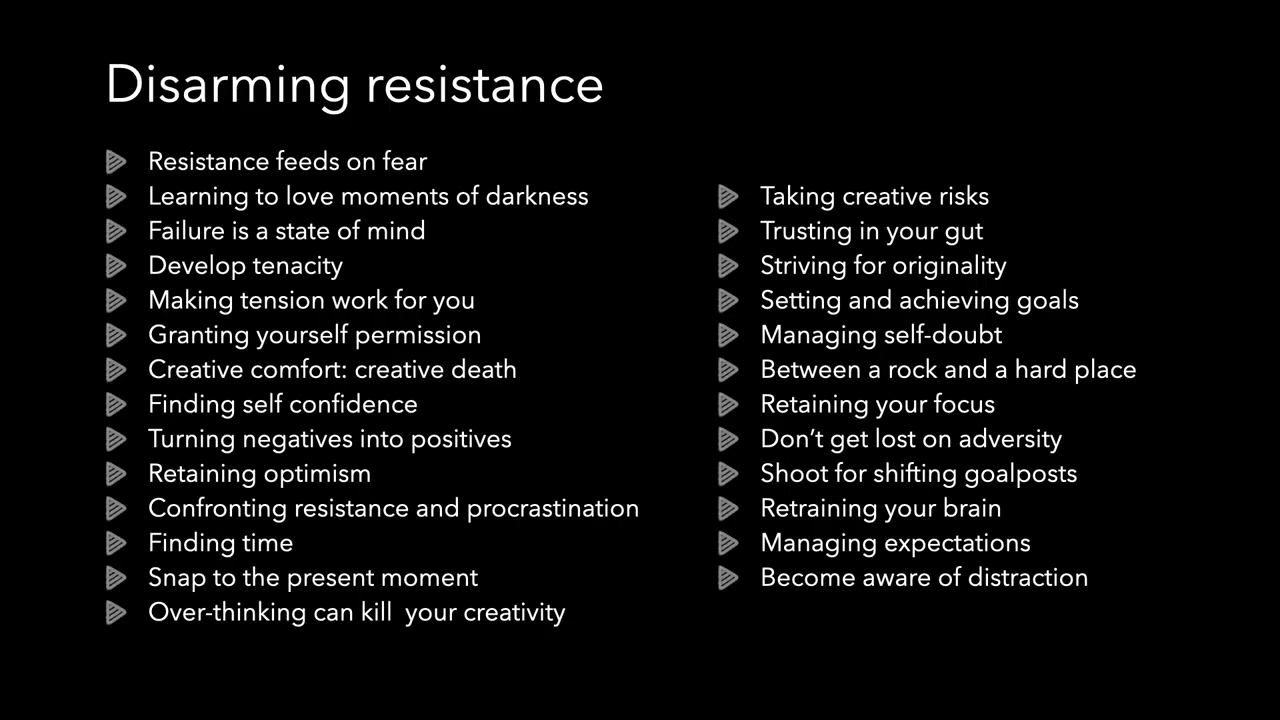 Disarming resistance
Resistance feeds on fear
Learning to love moments of darkness
Failure is a state of mind
Develop tenacity
Making tension work for you
Granting yourself permission
Creative comfort: creative death
Finding self confidence
Turning negatives into positives
Retaining optimism
Confronting resistance and procrastination
Finding time
Snap to the present moment
Over-thinking can kill  your creativity
Taking creative risks
Trusting in your gut
Striving for originality
Setting and achieving goals
Managing self-doubt
Between a rock and a hard place
Retaining your focus
Don’t get lost on adversity
Shoot for shifting goalposts
Retraining your brain
Managing expectations
Become aware of distraction